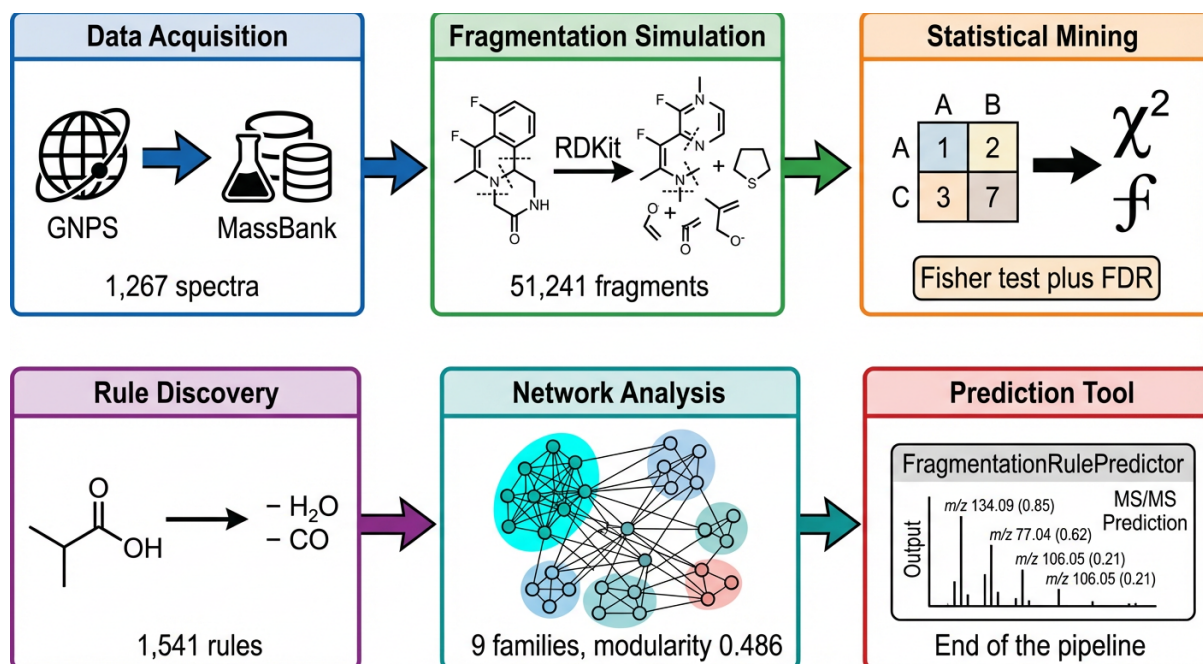 Data Acquisition
GNPS
MassBank
1,267 spectra
Fragmentation Simulation
F
F
N
NH
O
RDKit
N
F
F
N
N
+
S
O
+
O
O-
51,241 fragments
Statistical Mining
A B
A 1 2
C 3 7
χ²
Fisher test plus FDR
Rule Discovery
O
OH
– H₂O
– CO
1,541 rules
Network Analysis
9 families, modularity 0.486
Prediction Tool
FragmentationRulePredictor
Output
MS/MS
Prediction
m/z 134.09 (0.85)
m/z 77.04 (0.62)
m/z 106.05 (0.21)
m/z 106.05 (0.21)
End of the pipeline